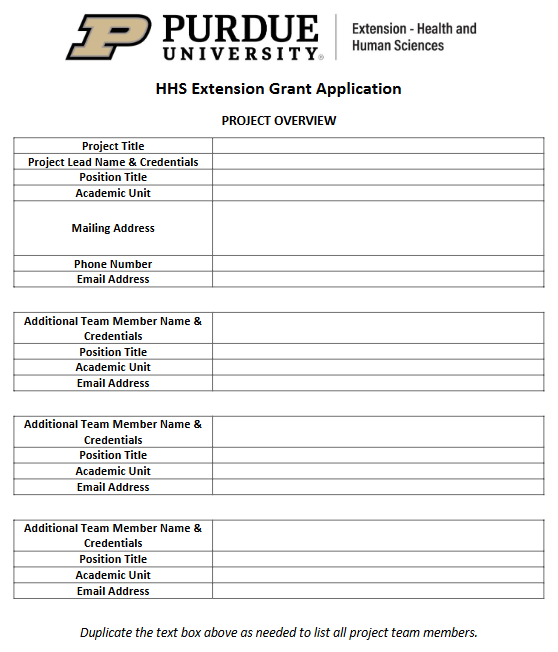 PURDUE
UNIVERSITY®
Extension - Health and
Human Sciences
HHS Extension Grant Application
PROJECT OVERVIEW
Project Title
Project Lead Name & Credentials
Position Title
Academic Unit
Mailing Address
Phone Number
Email Address
Additional Team Member Name &
Credentials
Position Title
Academic Unit
Email Address
Additional Team Member Name &
Credentials
Position Title
Academic Unit
Email Address
Additional Team Member Name &
Credentials
Position Title
Academic Unit
Email Address
Duplicate the text box above as needed to list all project team members.